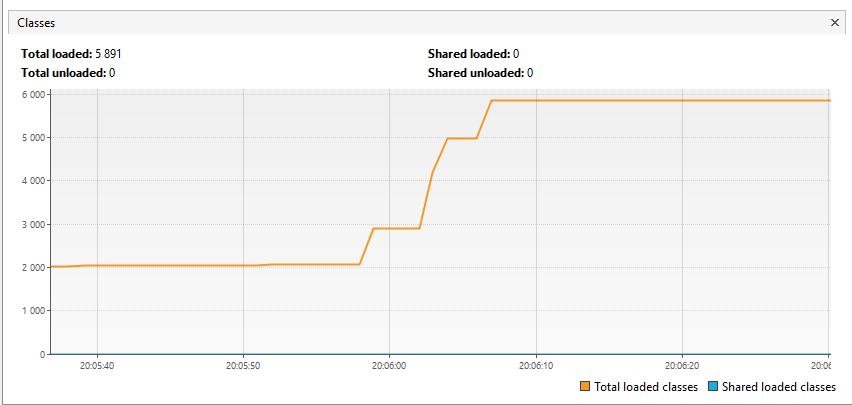 Classes
Total loaded: 5 891
Shared loaded: 0
Total unloaded: 0
Shared unloaded: 0
6 000
5 000
4 000
3 000
2 000
1 000
0
20:05:40 20:05:50 20:06:00 20:06:10 20:06:20 20:06
Total loaded classes Shared loaded classes